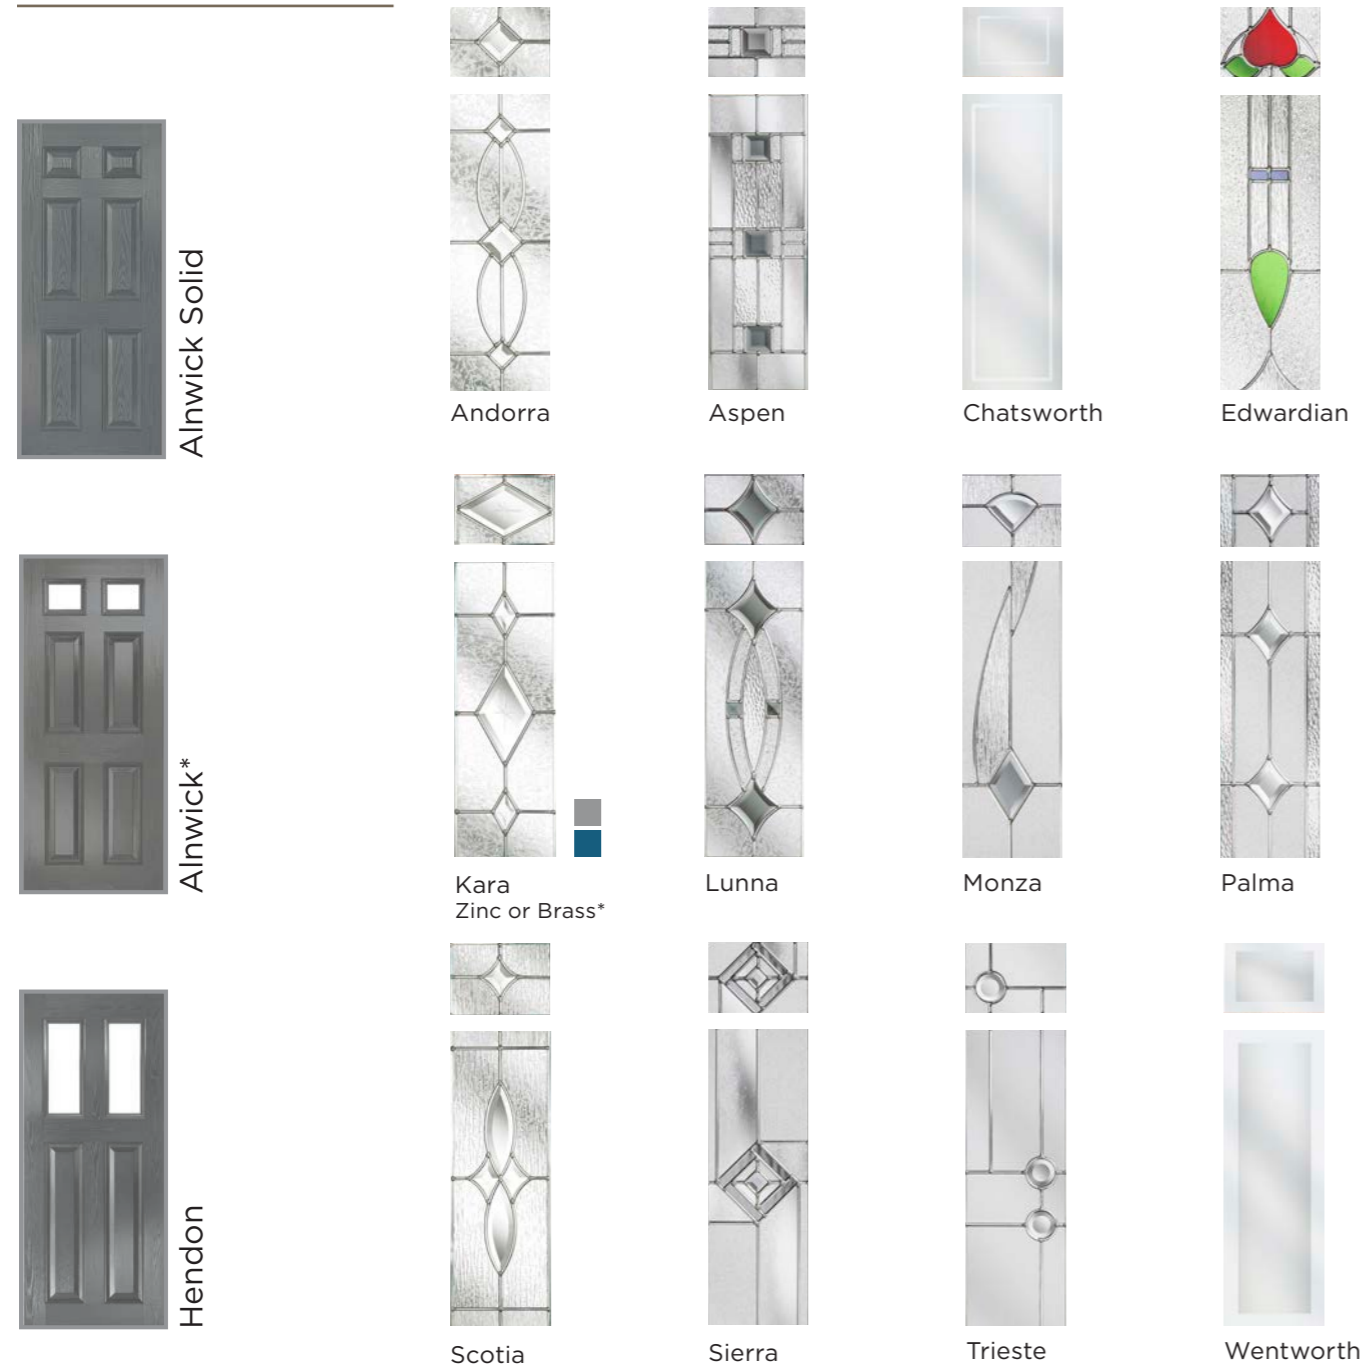 Alnwick Solid
Andorra
Aspen
Chatsworth
Edwardian
Alnwick*
Kara
Zinc or Brass*
Lunna
Monza
Palma
Hendon
Scotia
Sierra
Trieste
Wentworth